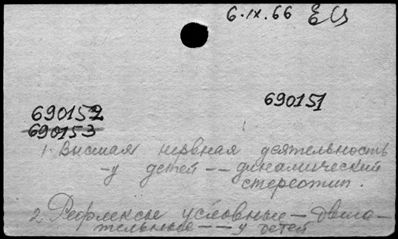 6.IX.66 ЕЦ
690152 690151
690153
1. Высшая нервная деятельность
-у детей -- динамический
стереотип.
2. Рефлексы условные - двига-
тельные -- у детей